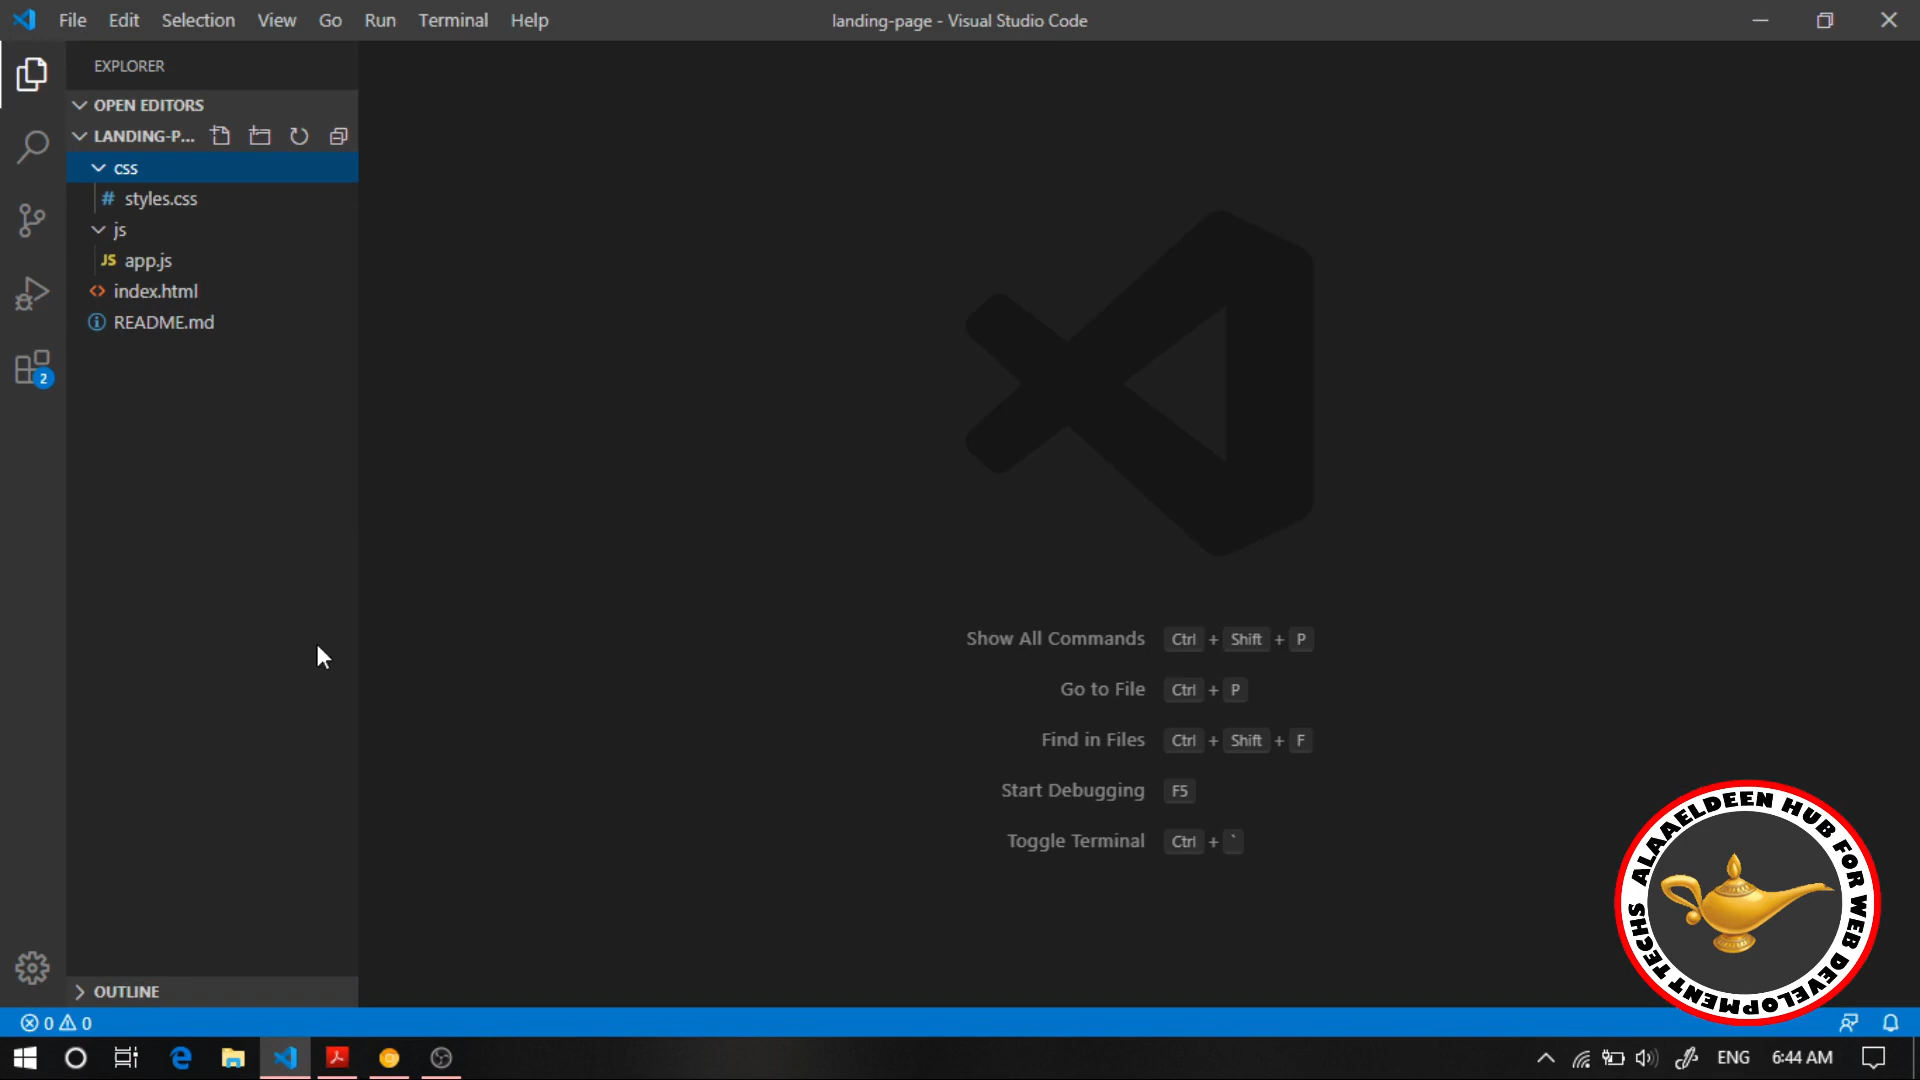 File Edit Selection View Go Run Terminal Help
landing-page - Visual Studio Code
EXPLORER
OPEN EDITORS
LANDING-P...
css
# styles.css
js
JS app.js
<> index.html
README.md
2
Show All Commands Ctrl + Shift + P
Go to File Ctrl + P
Find in Files Ctrl + Shift + F
Start Debugging F5
Toggle Terminal Ctrl + `
ALAAELDEEN HUB FOR WEB DEVELOPMENT TECHS
OUTLINE
0 0
ENG 6:44 AM